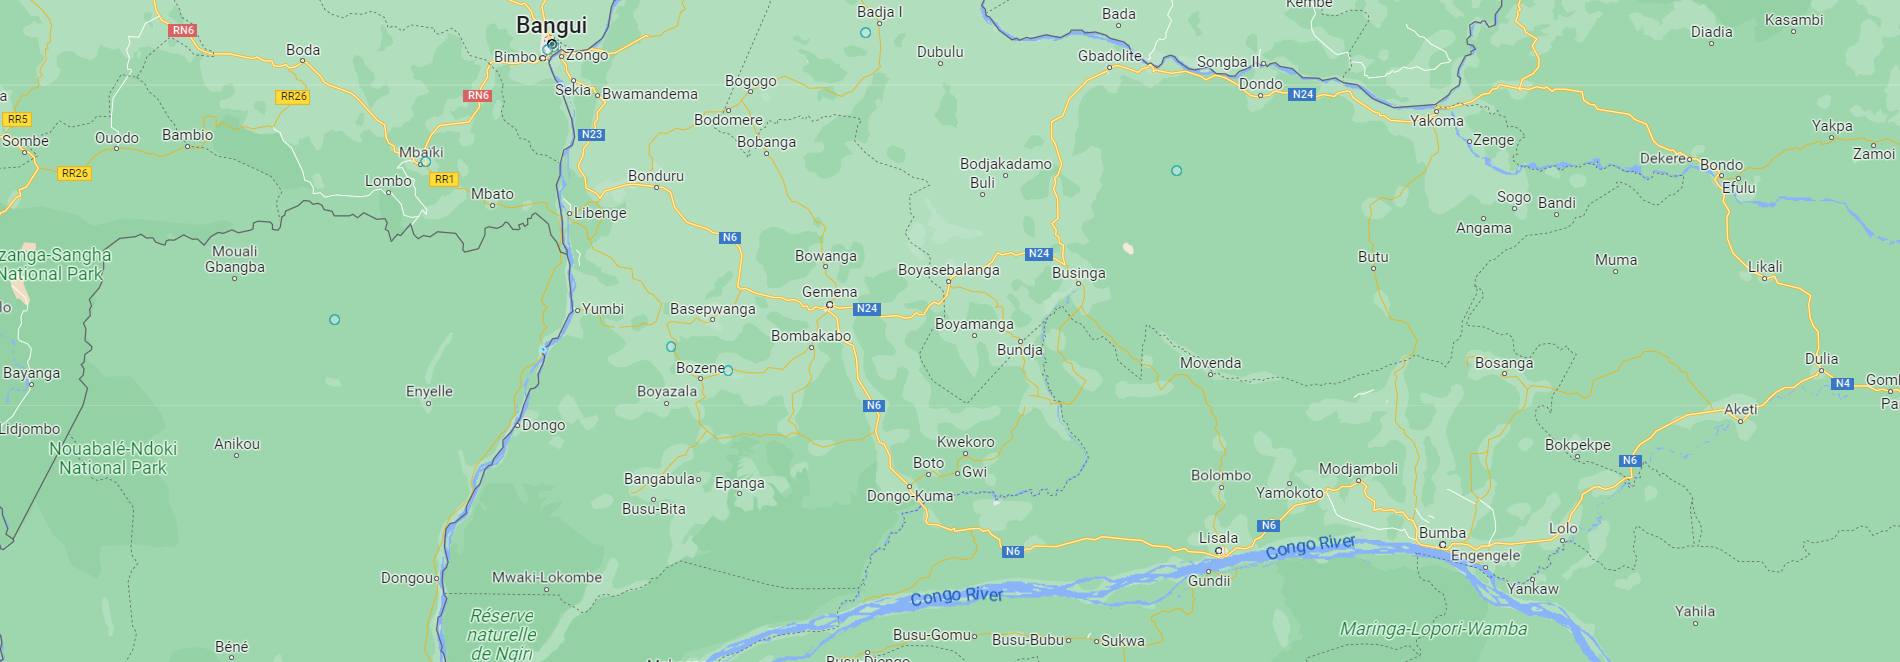 Badja I
Bada
Kembe
Kasambi
Diadia
RN6
Bangui
Boda
Bimbo
Zongo
Dubulu
Gbadolite
Songba II
Dondo
N24
Bogogo
Sekia
Bwamandema
RR26
RN6
a
RR5
Bodomere
Yakoma
Yakpa
Sombe
Ouodo
Bambio
N23
Bobanga
Zenge
Mbaïki
Bodjakadamo
Dekere
Bondo
Zamoi
RR26
Lombo
RR1
Bonduru
Buli
Efulu
Mbato
Sogo
Bandi
Libenge
Angama
N6
zanga-Sangha
National Park
Mouali
Gbangba
Bowanga
N24
Boyasebalanga
Businga
Butu
Muma
Likali
Gemena
lo
Yumbi
Basepwanga
N24
Boyamanga
Bombakabo
Bundja
Bayanga
Bozene
Movenda
Bosanga
Dulia
N4
Goml
Pa
Enyelle
Boyazala
N6
Aketi
Lidjombo
Dongo
Nouabalé-Ndoki
National Park
Anikou
Kwekoro
Bokpekpe
Boto
Gwi
N6
Bangabula
Epanga
Bolombo
Modjamboli
Yamokoto
Dongo-Kuma
Busu-Bita
N6
Lolo
Lisala
Bumba
N6
Congo River
Engengele
Dongou
Mwaki-Lokombe
Gundii
Yankaw
Congo River
Réserve
naturelle
de Ngiri
Yahila
Busu-Gomu
Busu-Bubu
Sukwa
Maringa-Lopori-Wamba
Béné